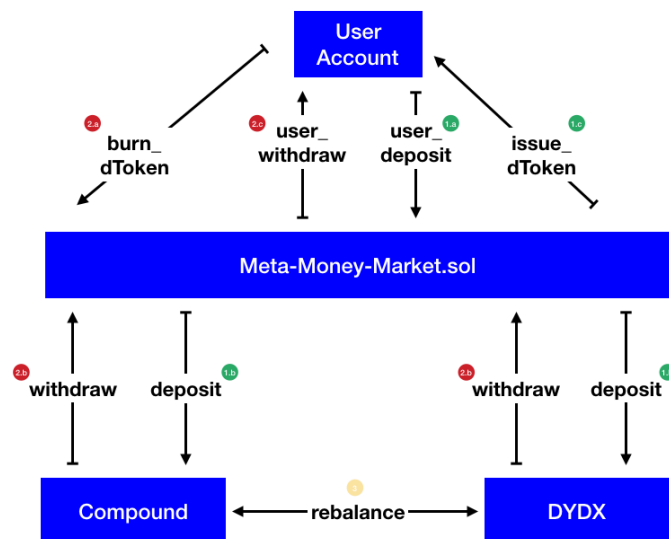 User
Account
2.a
burn_
dToken
2.c
user_
withdraw
1.a
user_
deposit
1.c
issue_
dToken
Meta-Money-Market.sol
2.b
withdraw
1.b
deposit
2.b
withdraw
deposit
3
rebalance
Compound
DYDX